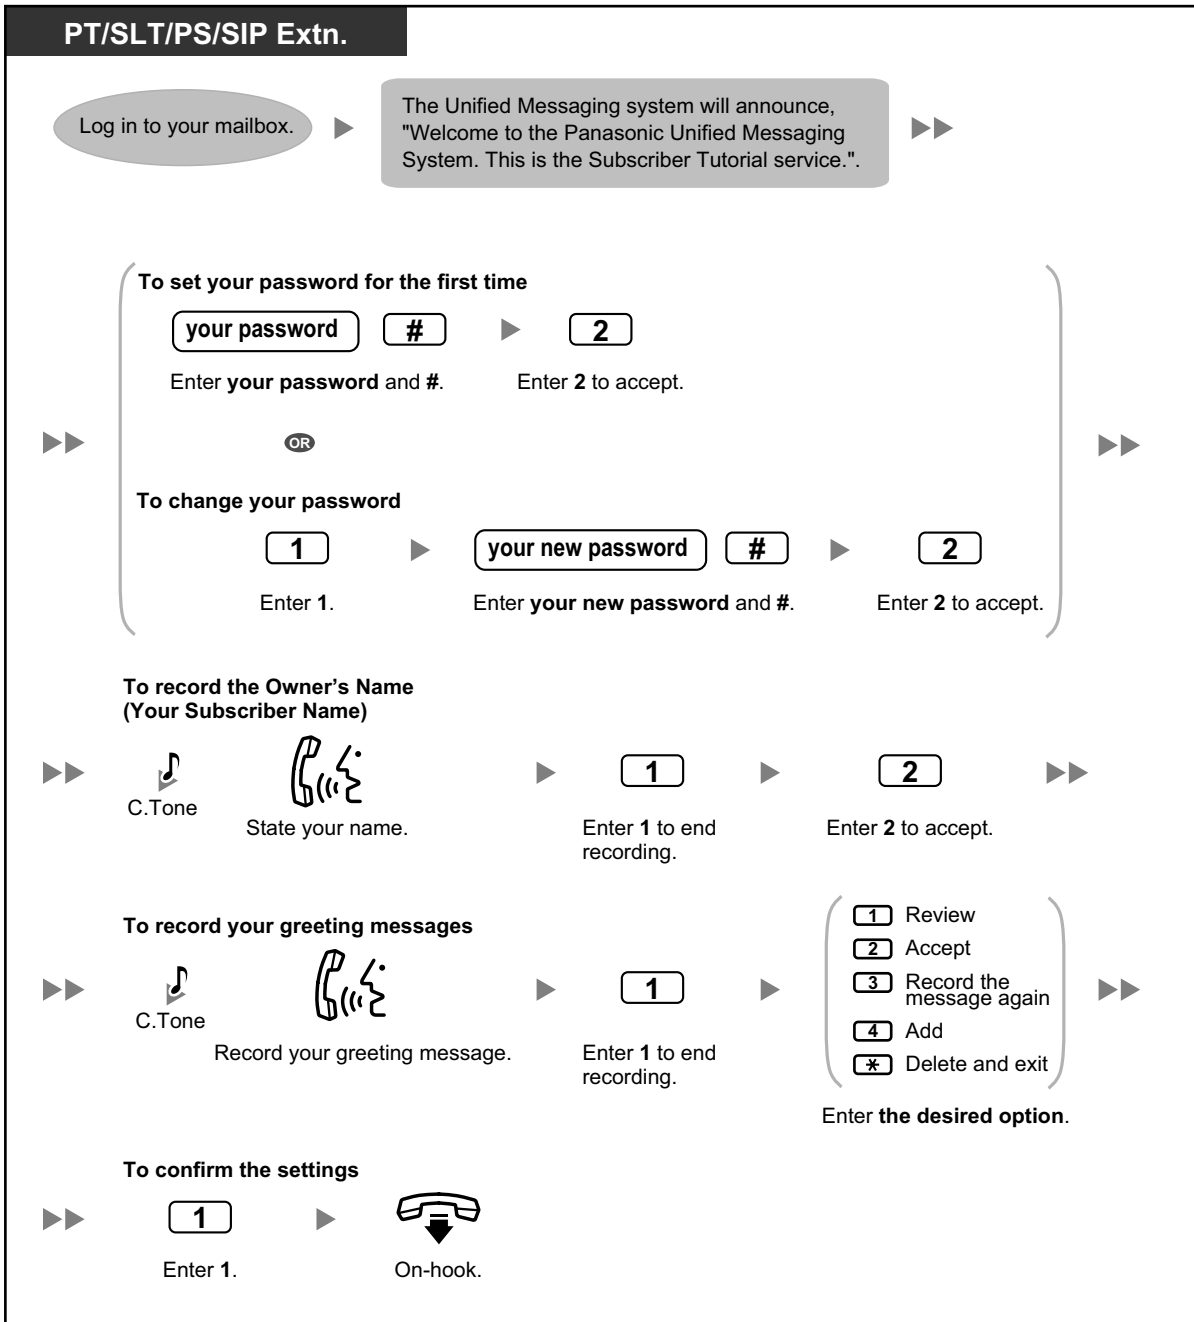 PT/SLT/PS/SIP Extn.
Log in to your mailbox.
The Unified Messaging system will announce,
"Welcome to the Panasonic Unified Messaging
System. This is the Subscriber Tutorial service.".
To set your password for the first time
your password # 2
Enter your password and #. Enter 2 to accept.
OR
To change your password
1 your new password # 2
Enter 1. Enter your new password and #. Enter 2 to accept.
To record the Owner's Name
(Your Subscriber Name)
1 2
C.Tone
State your name.
Enter 1 to end
recording.
Enter 2 to accept.
To record your greeting messages
C.Tone
Record your greeting message.
1
Enter 1 to end
recording.
1 Review
2 Accept
3 Record the
message again
4 Add
* Delete and exit
Enter the desired option.
To confirm the settings
1
Enter 1. On-hook.